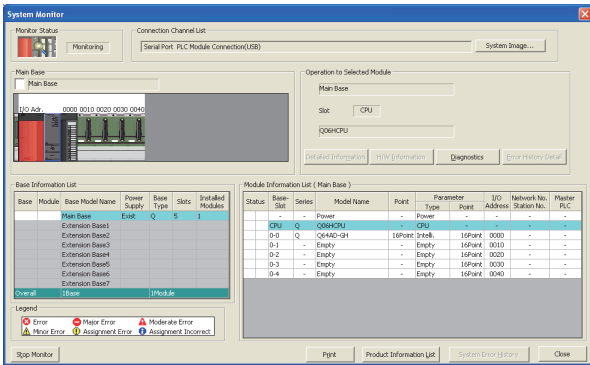 System Monitor
Monitor Status
Monitoring
Connection Channel List
Serial Port PLC Module Connection(USB)
System Image...
Main Base
Main Base
I/O Adr. 0000 0010 0020 0030 0040
Operation to Selected Module
Main Base
Slot CPU
Q06HCPU
Detailed Information H/W Information Diagnostics Error History Detail
Base Information List
Base Module Base Model Name Power Supply Base Type Slots Installed Modules
Main Base Exist Q 5 1
Extension Base1
Extension Base2
Extension Base3
Extension Base4
Extension Base5
Extension Base6
Extension Base7
Overall 1Base 1Module
Module Information List ( Main Base )
Status Base-Slot Series Model Name Point Parameter Type Point I/O Address Network No. Station No. Master PLC
- - Power - Power - - - -
CPU Q Q06HCPU - CPU - - - -
0-0 Q Q64AD-GH 16Point Intelli. 16Point 0000 - -
0-1 - Empty - Empty 16Point 0010 - -
0-2 - Empty - Empty 16Point 0020 - -
0-3 - Empty - Empty 16Point 0030 - -
0-4 - Empty - Empty 16Point 0040 - -
Legend
Error Major Error Moderate Error
Minor Error Assignment Error Assignment Incorrect
Stop Monitor Print Product Information List System Error History Close